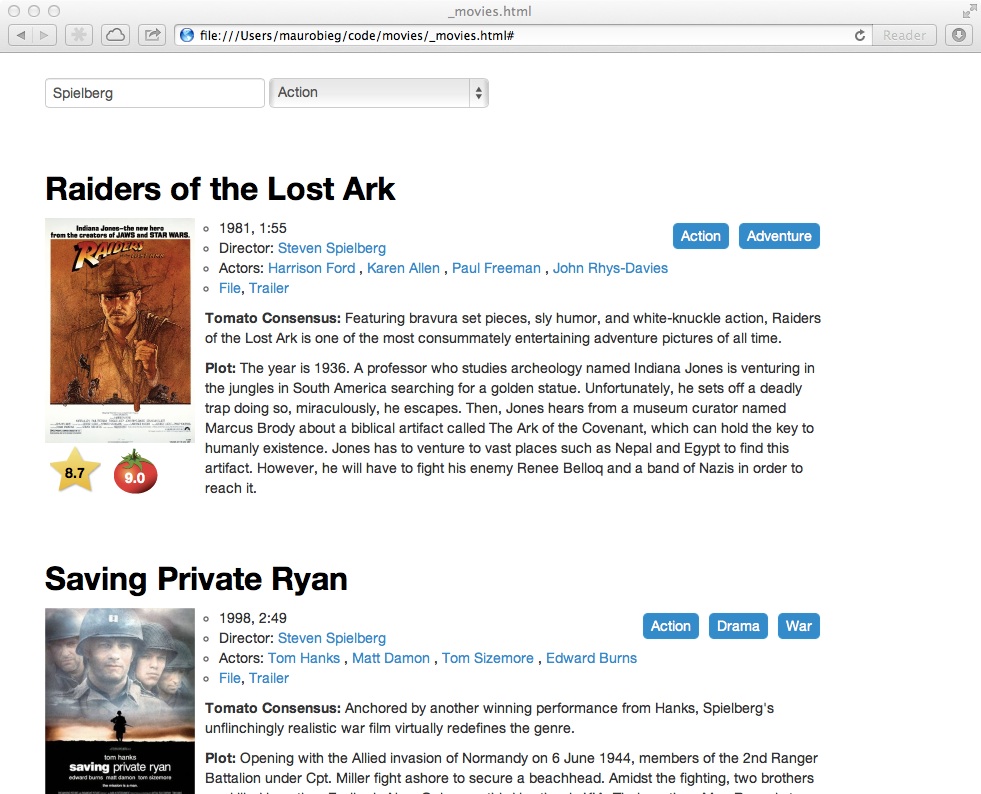 _movies.html
file:///Users/maurobieg/code/movies/_movies.html#
Reader
Spielberg
Action
Raiders of the Lost Ark
Indiana Jones–the new hero
from the creators of JAWS and STAR WARS.
RAIDERS
1981, 1:55
Action Adventure
Director: Steven Spielberg
Actors: Harrison Ford , Karen Allen , Paul Freeman , John Rhys-Davies
File, Trailer
Tomato Consensus: Featuring bravura set pieces, sly humor, and white-knuckle action, Raiders
of the Lost Ark is one of the most consummately entertaining adventure pictures of all time.
Plot: The year is 1936. A professor who studies archeology named Indiana Jones is venturing in
the jungles in South America searching for a golden statue. Unfortunately, he sets off a deadly
trap doing so, miraculously, he escapes. Then, Jones hears from a museum curator named
Marcus Brody about a biblical artifact called The Ark of the Covenant, which can hold the key to
humanly existence. Jones has to venture to vast places such as Nepal and Egypt to find this
artifact. However, he will have to fight his enemy Renee Belloq and a band of Nazis in order to
reach it.
8.7
9.0
Saving Private Ryan
1998, 2:49
Action Drama War
Director: Steven Spielberg
Actors: Tom Hanks , Matt Damon , Tom Sizemore , Edward Burns
File, Trailer
Tomato Consensus: Anchored by another winning performance from Hanks, Spielberg's
unflinchingly realistic war film virtually redefines the genre.
Plot: Opening with the Allied invasion of Normandy on 6 June 1944, members of the 2nd Ranger
Battalion under Cpt. Miller fight ashore to secure a beachhead. Amidst the fighting, two brothers
tom hanks
saving private ryan
edward burns matt damon tom sizemore
the mission is a man.